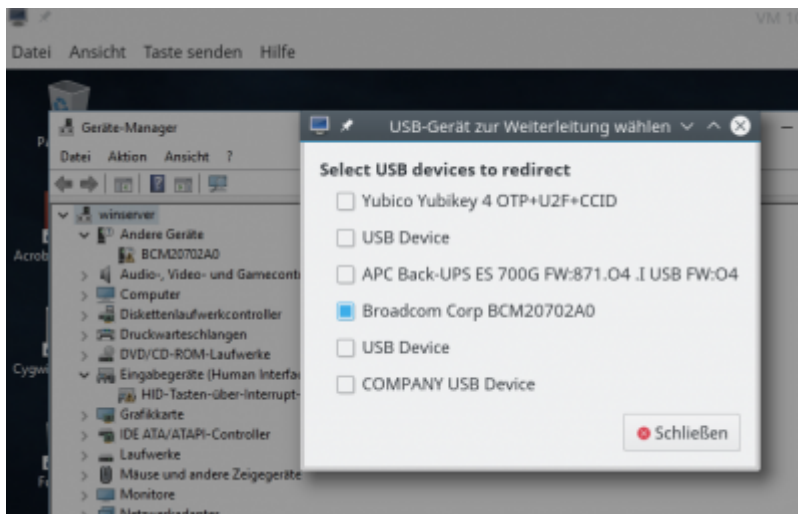 VM 10
Datei Ansicht Taste senden Hilfe
Geräte-Manager
Datei Aktion Ansicht ?
winserver
Andere Geräte
BCM20702A0
Audio-, Video- und Gamecont
Computer
Diskettenlaufwerkcontroller
Druckwarteschlangen
DVD/CD-ROM-Laufwerke
Eingabegeräte (Human Interfa
HID-Tasten-über-Interrupt-
Grafikkarte
IDE ATA/ATAPI-Controller
Laufwerke
Mäuse und andere Zeigegeräte
Monitore
Netzwerkadapter
Acrob
Cygw
USB-Gerät zur Weiterleitung wählen
Select USB devices to redirect
Yubico Yubikey 4 OTP+U2F+CCID
USB Device
APC Back-UPS ES 700G FW:871.O4 .I USB FW:O4
Broadcom Corp BCM20702A0
USB Device
COMPANY USB Device
Schließen